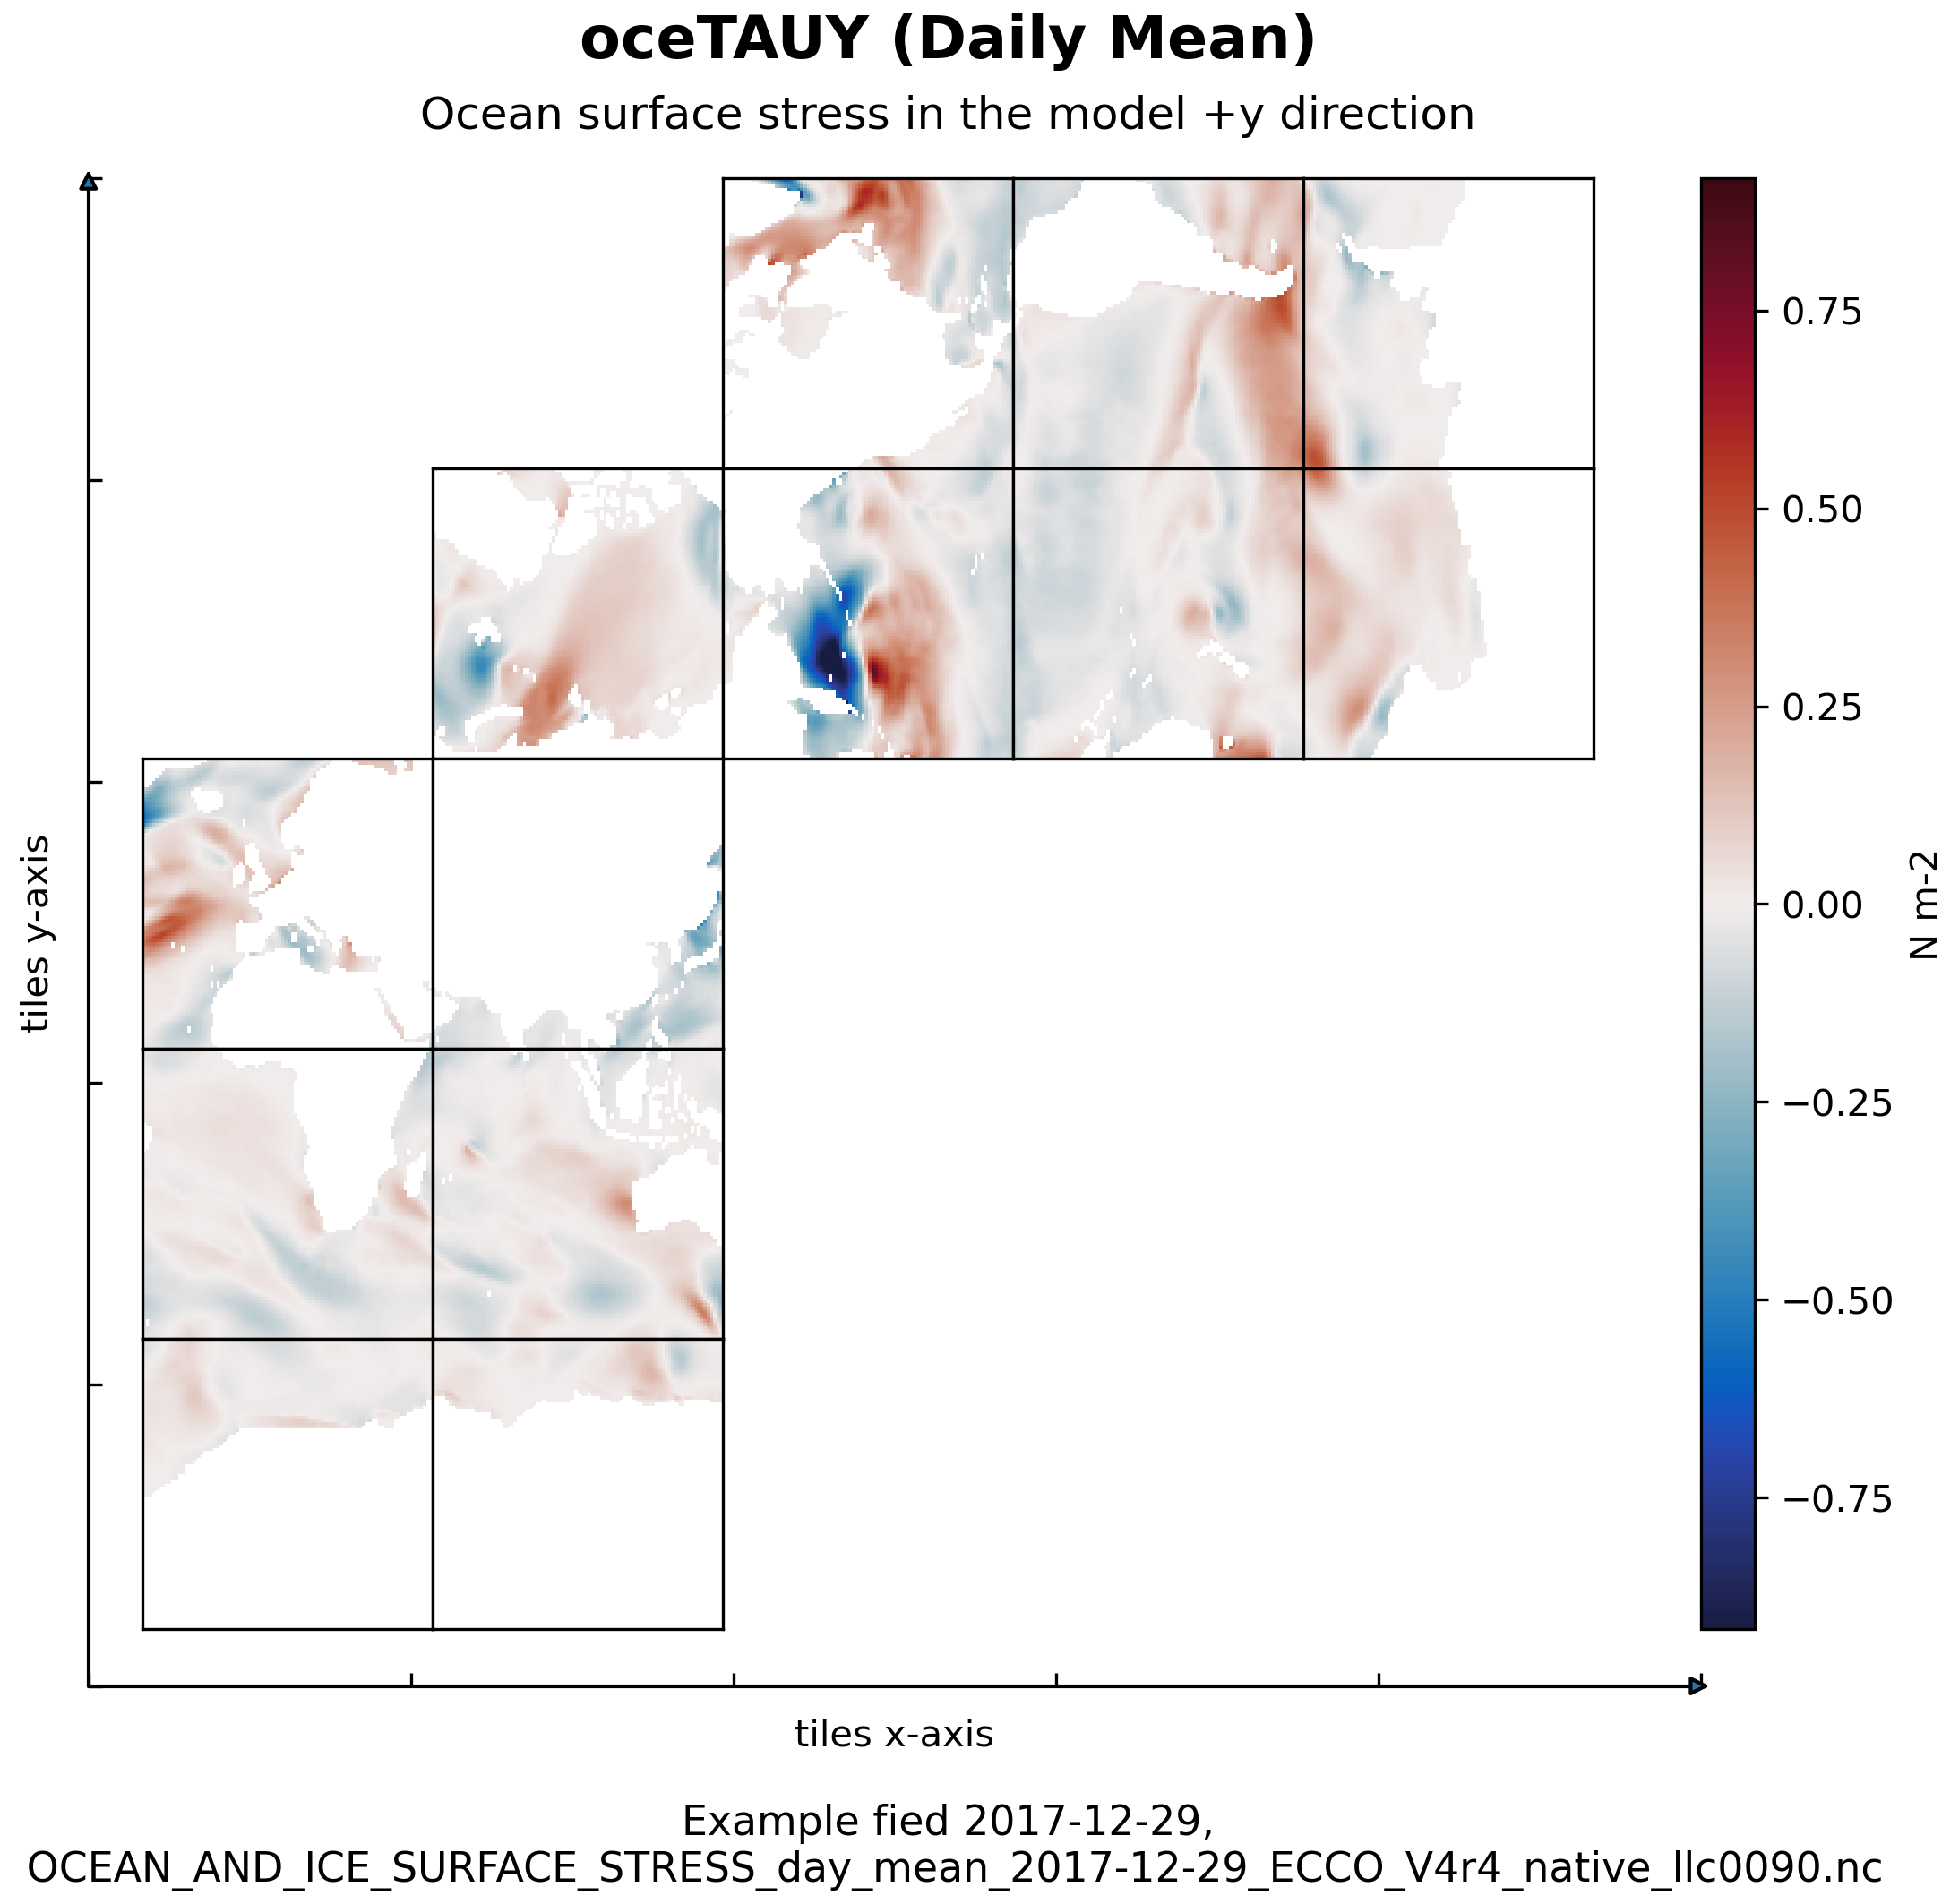 oceTAUY (Daily Mean)
Ocean surface stress in the model +y direction
tiles y-axis
0.75
0.50
0.25
0.00
−0.25
−0.50
−0.75
N m-2
tiles x-axis
Example fied 2017-12-29,
OCEAN_AND_ICE_SURFACE_STRESS_day_mean_2017-12-29_ECCO_V4r4_native_llc0090.nc